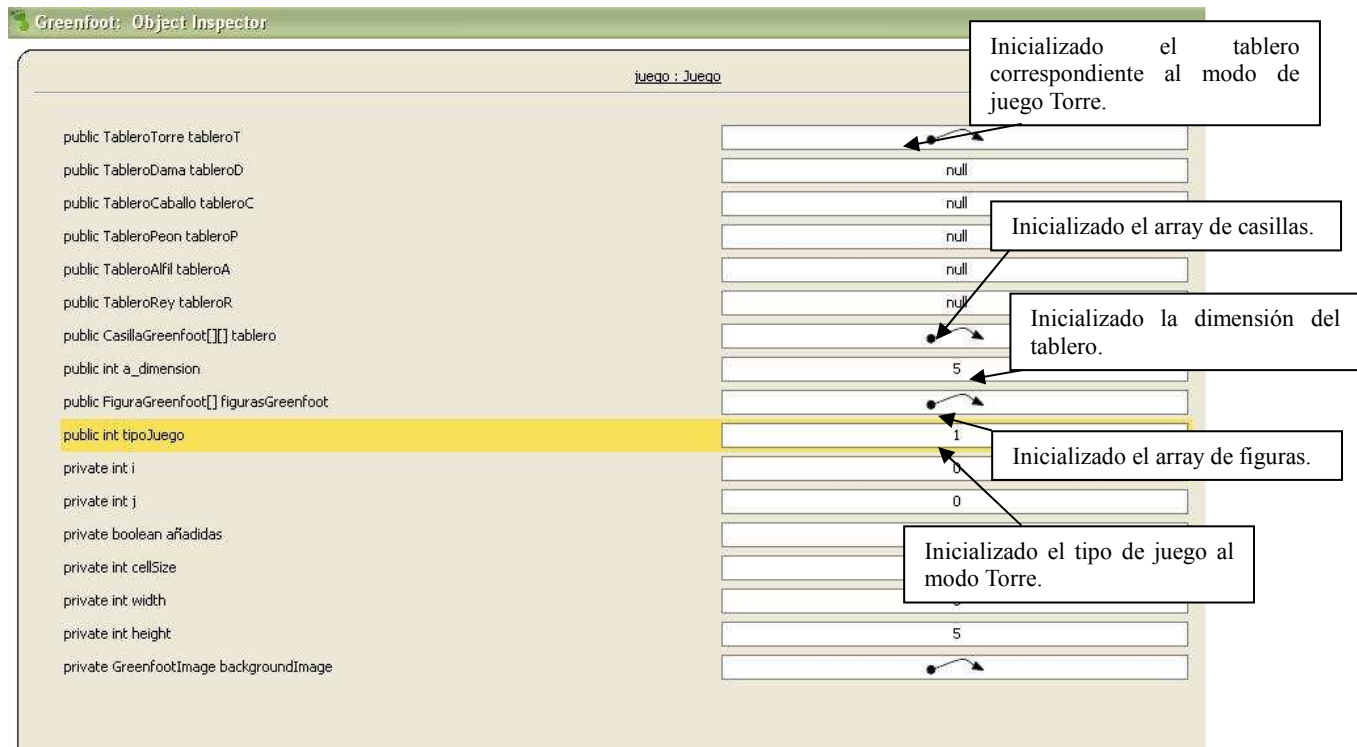 Greenfoot: Object Inspector
Inicializado el tablero
correspondiente al modo de
juego Torre.
juego : Juego
public TableroTorre tableroT
public TableroDama tableroD
null
public TableroCaballo tableroC
null
public TableroPeon tableroP
null
Inicializado el array de casillas.
public TableroAlfil tableroA
null
public TableroRey tableroR
null
Inicializado la dimensión del
tablero.
public CasillaGreenfoot[][] tablero
public int a_dimension
5
public FiguraGreenfoot[] figurasGreenfoot
public int tipoJuego
1
Inicializado el array de figuras.
private int i
0
private int j
0
private boolean añadidas
Inicializado el tipo de juego al
modo Torre.
private int cellSize
private int width
private int height
5
private GreenfootImage backgroundImage